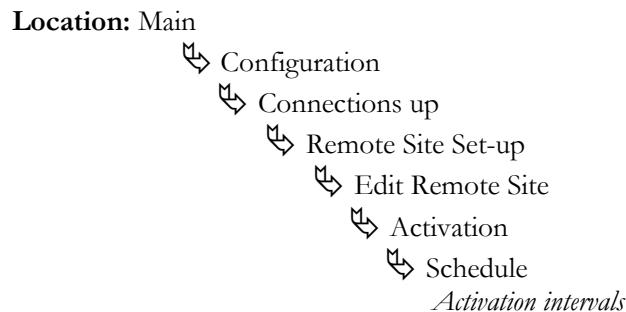 Location: Main
Configuration
Connections up
Remote Site Set-up
Edit Remote Site
Activation
Schedule
Activation intervals